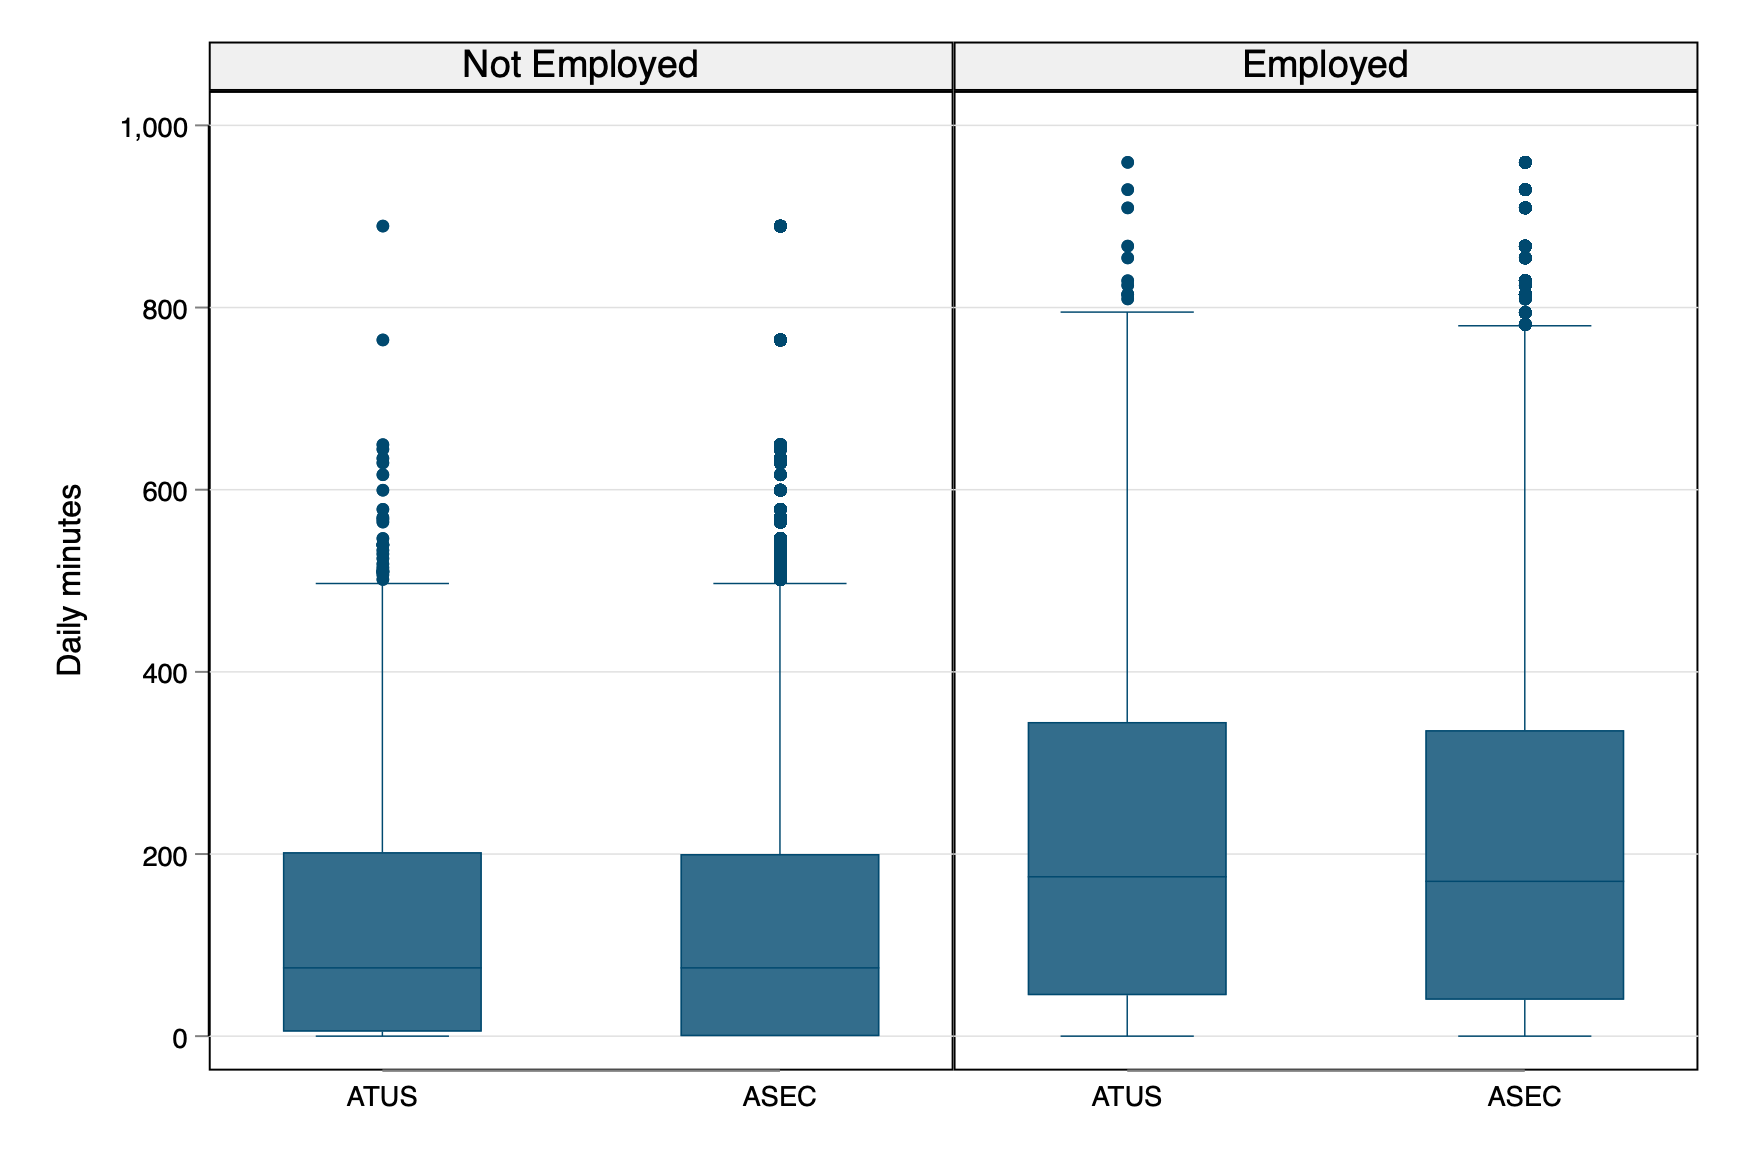 Not Employed
Employed
Daily minutes
1,000
800
600
400
200
0
ATUS
ASEC
ATUS
ASEC